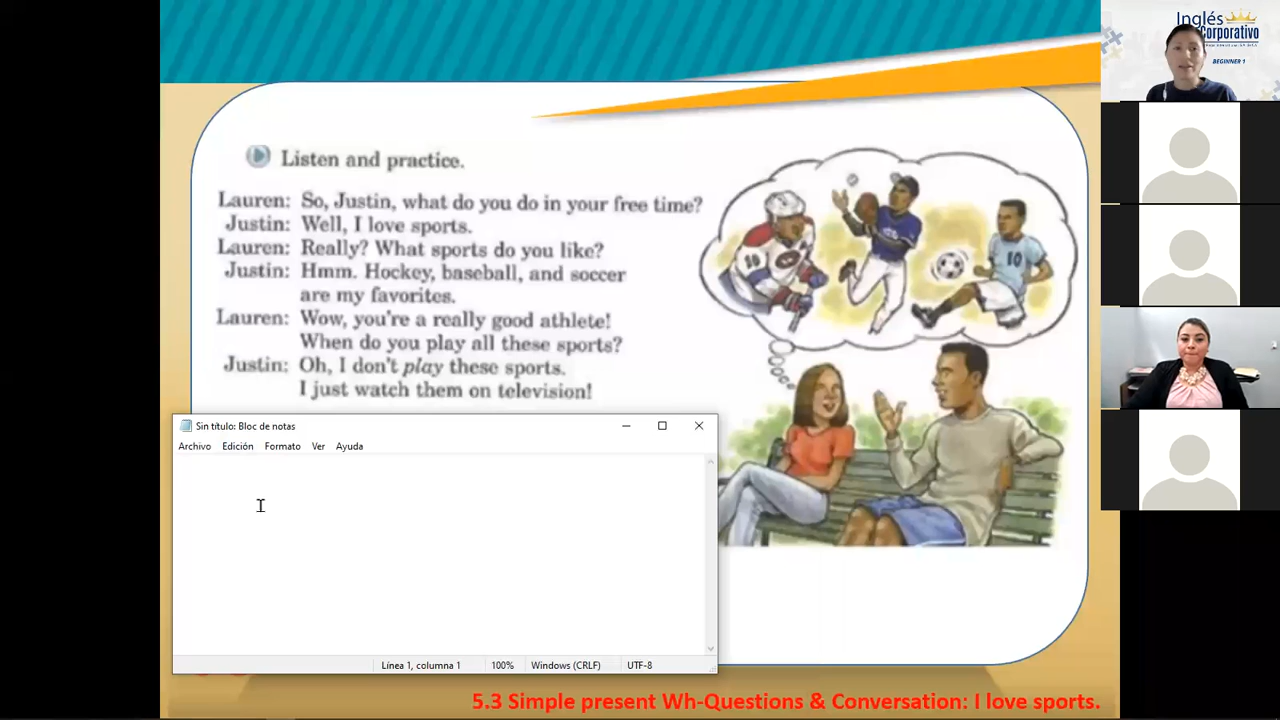 Inglés
Corporativo
BEGINNER 1
Listen and practice.
Lauren: So, Justin, what do you do in your free time?
Justin: Well, I love sports.
Lauren: Really? What sports do you like?
Justin: Hmm. Hockey, baseball, and soccer
are my favorites.
Lauren: Wow, you're a really good athlete!
When do you play all these sports?
Justin: Oh, I don't play these sports.
I just watch them on television!
10
10
Sin título: Bloc de notas
Archivo Edición Formato Ver Ayuda
Línea 1, columna 1 100% Windows (CRLF) UTF-8
5.3 Simple present Wh-Questions & Conversation: I love sports.